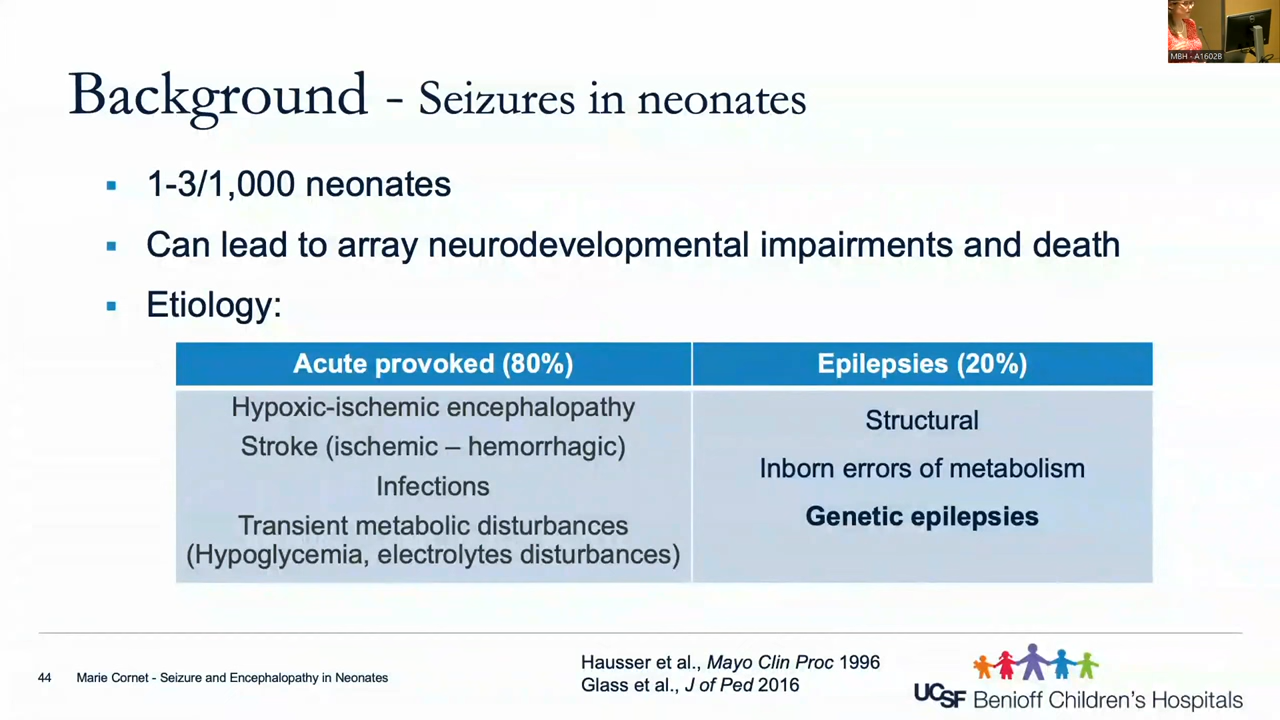 MBH - A1602B
Background - Seizures in neonates
▪ 1-3/1,000 neonates
▪ Can lead to array neurodevelopmental impairments and death
▪ Etiology:
Acute provoked (80%)
Hypoxic-ischemic encephalopathy
Stroke (ischemic – hemorrhagic)
Infections
Transient metabolic disturbances
(Hypoglycemia, electrolytes disturbances)
Epilepsies (20%)
Structural
Inborn errors of metabolism
Genetic epilepsies
44 Marie Cornet - Seizure and Encephalopathy in Neonates
Hausser et al., Mayo Clin Proc 1996
Glass et al., J of Ped 2016
UCSF Benioff Children's Hospitals